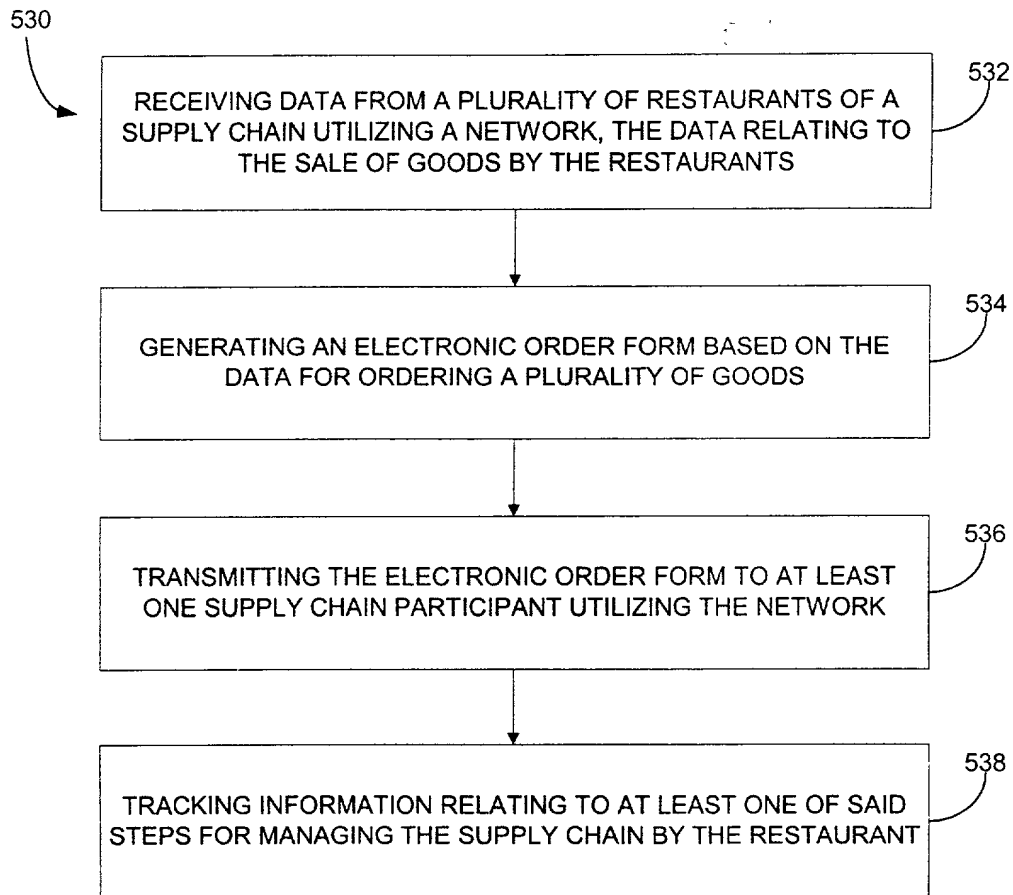 530
532
RECEIVING DATA FROM A PLURALITY OF RESTAURANTS OF A
SUPPLY CHAIN UTILIZING A NETWORK, THE DATA RELATING TO
THE SALE OF GOODS BY THE RESTAURANTS
534
GENERATING AN ELECTRONIC ORDER FORM BASED ON THE
DATA FOR ORDERING A PLURALITY OF GOODS
536
TRANSMITTING THE ELECTRONIC ORDER FORM TO AT LEAST
ONE SUPPLY CHAIN PARTICIPANT UTILIZING THE NETWORK
538
TRACKING INFORMATION RELATING TO AT LEAST ONE OF SAID
STEPS FOR MANAGING THE SUPPLY CHAIN BY THE RESTAURANT